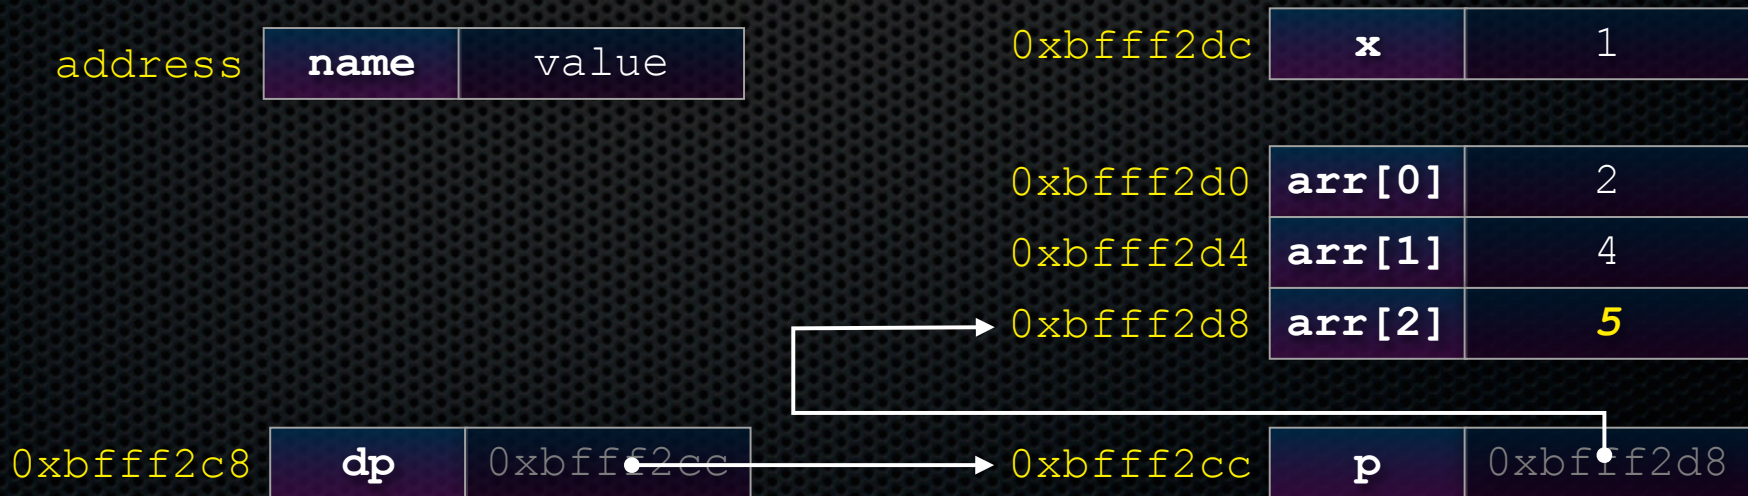 address name value
0xbfff2dc x 1
0xbfff2d0 arr[0] 2
0xbfff2d4 arr[1] 4
0xbfff2d8 arr[2] 5
0xbfff2c8 dp 0xbfff2cc
0xbfff2cc p 0xbfff2d8